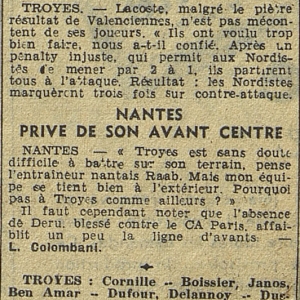 TROYES. — Lacoste, malgré le piètre
résultat de Valenciennes, n'est pas mécon-
tent de ses joueurs. « Ils ont voulu trop
bien faire, nous a-t-il confié. Après un
penalty injuste, qui permit aux Nordis-
tes de mener par 2 à 1, ils partirent
tous à l'attaque. Résultat : les Nordistes
marquèrent trois fois sur contre-attaque.
NANTES
PRIVE DE SON AVANT CENTRE
NANTES — « Troyes est sans doute
difficile à battre sur son terrain, pense
l'entraîneur nantais Raab. Mais mon équi-
pe se tient bien à l'extérieur. Pourquoi
pas à Troyes comme ailleurs ? »
Il faut cependant noter que l'absence
de Deru, blessé contre le CA Paris, affai-
blit un peu la ligne d'avants —
L. Colombani.
TROYES : Cornille -- Boissier, Janos,
Ben Amar -- Dufour, Delannoy -- Duc-